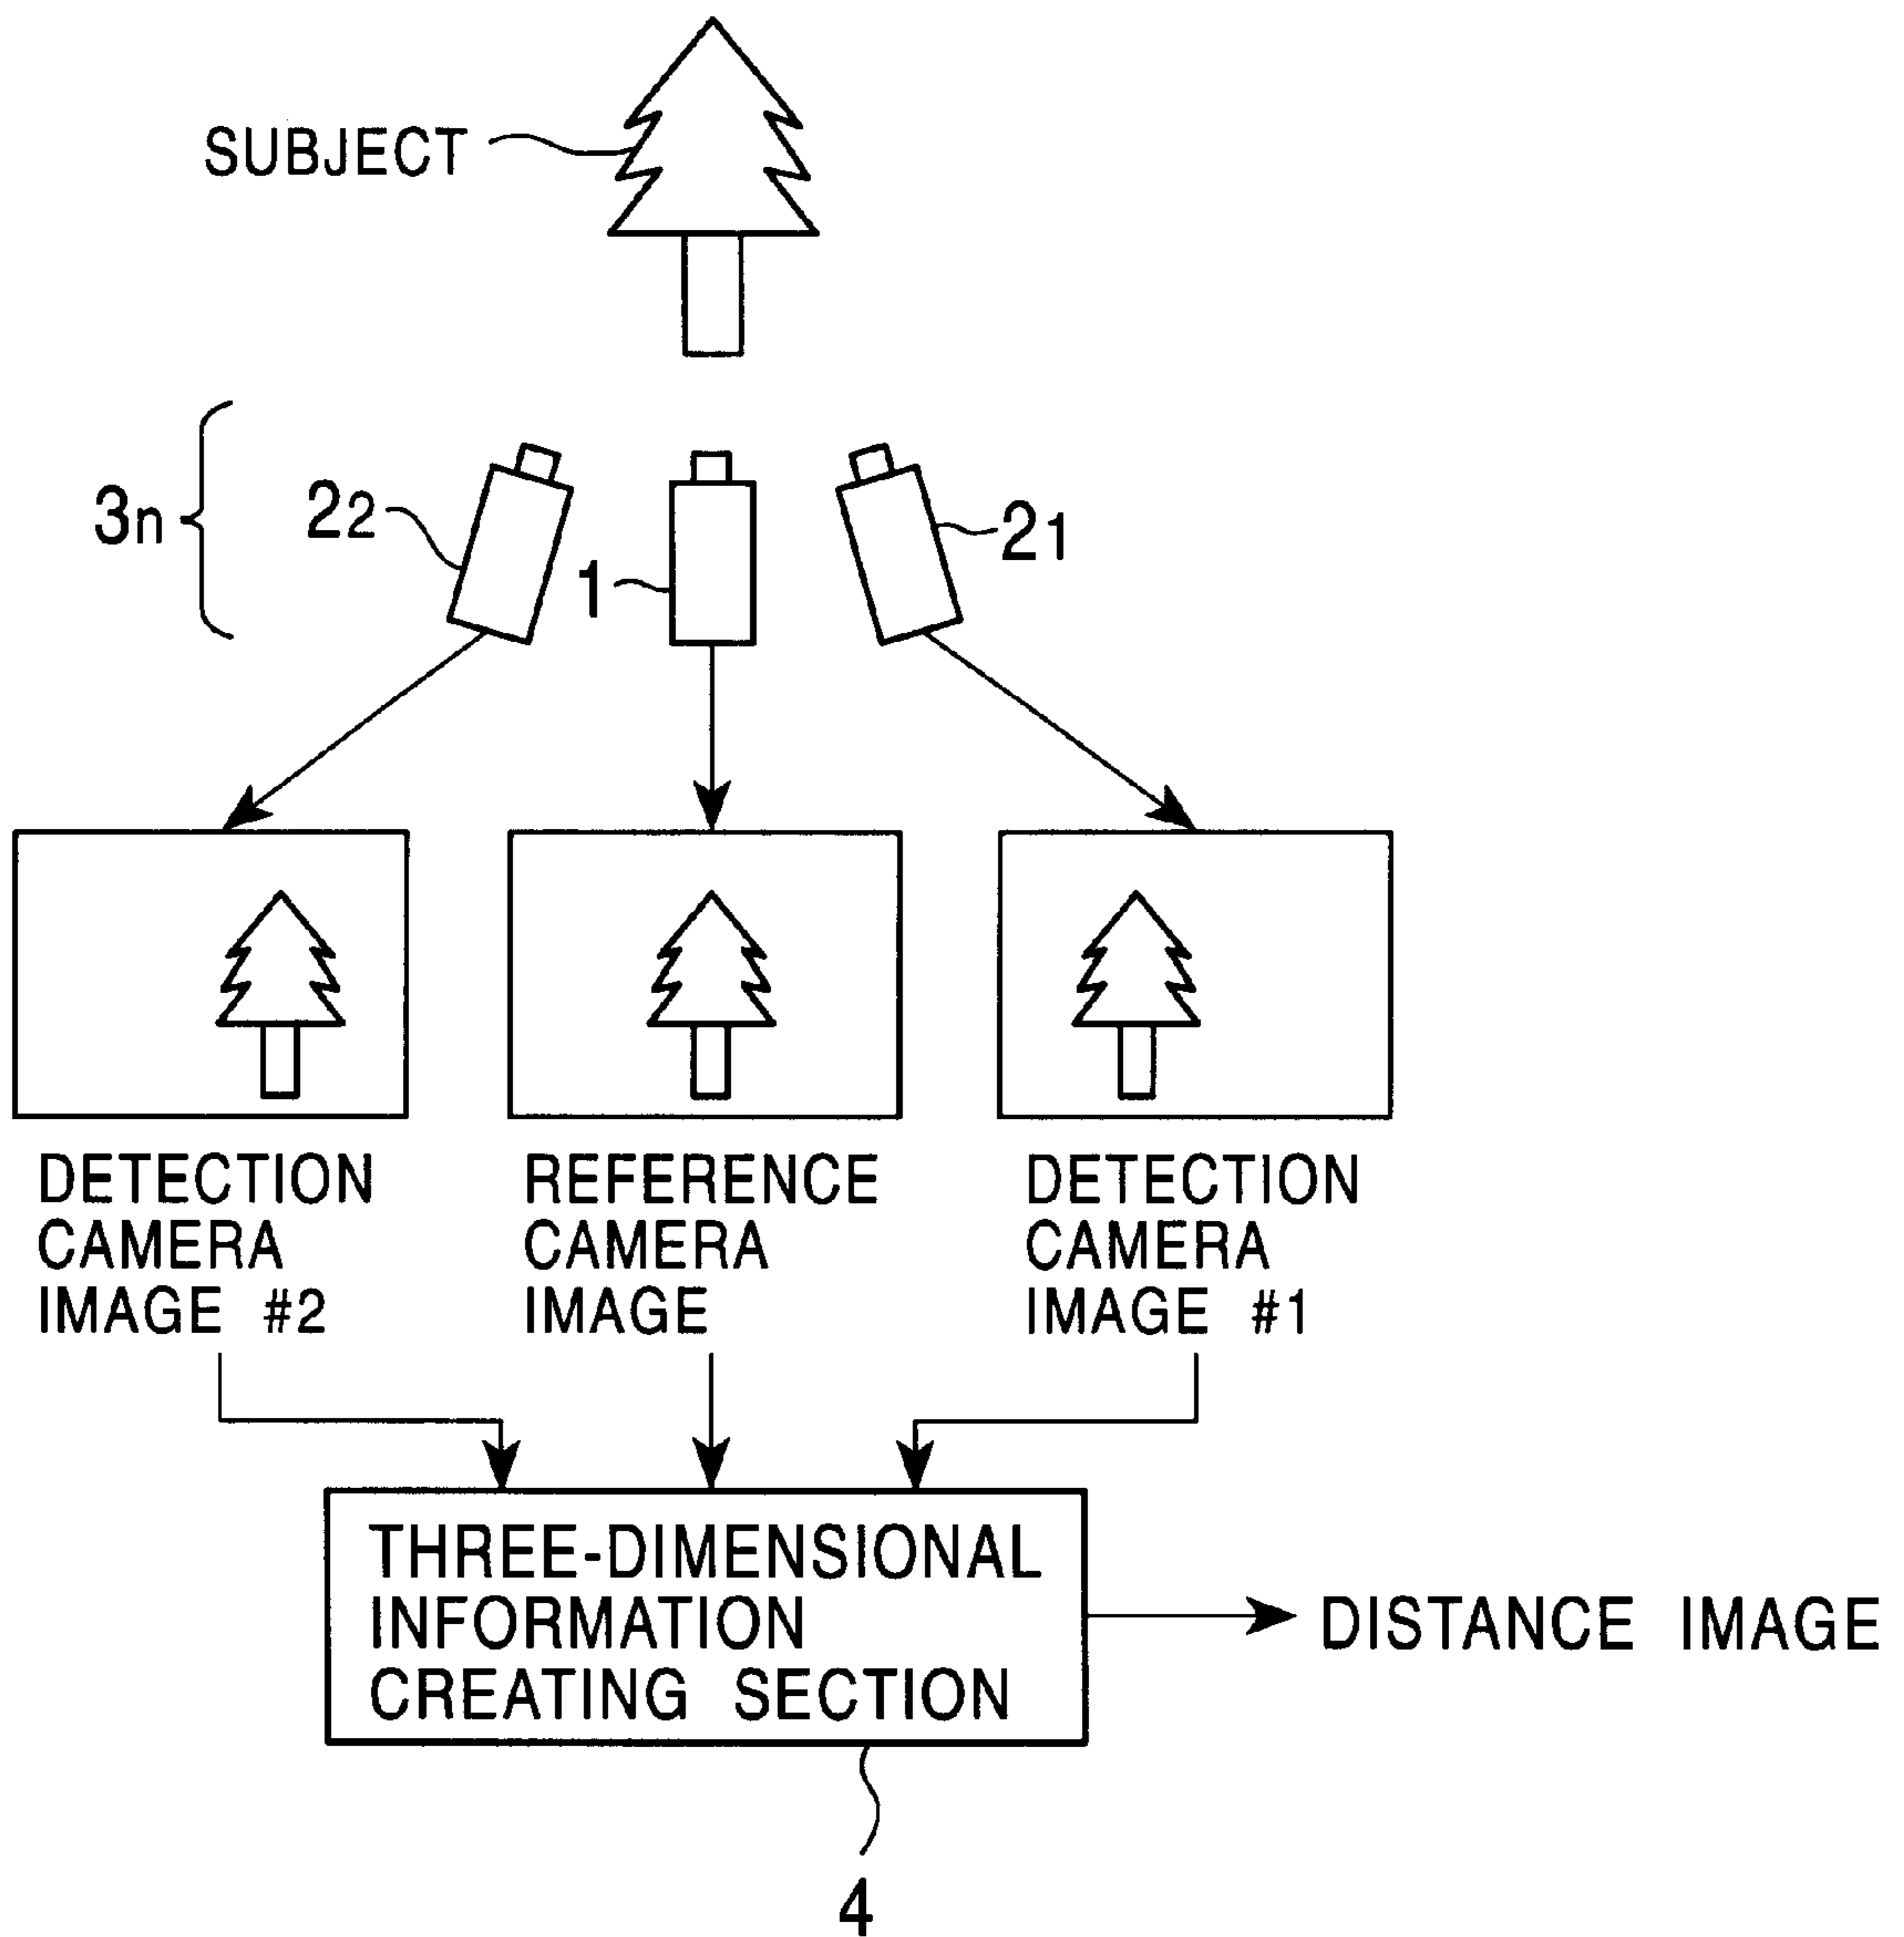 SUBJECT
3n
22
1
21
DETECTION
CAMERA
IMAGE #2
REFERENCE
CAMERA
IMAGE
DETECTION
CAMERA
IMAGE #1
THREE-DIMENSIONAL
INFORMATION
CREATING SECTION
DISTANCE IMAGE
4